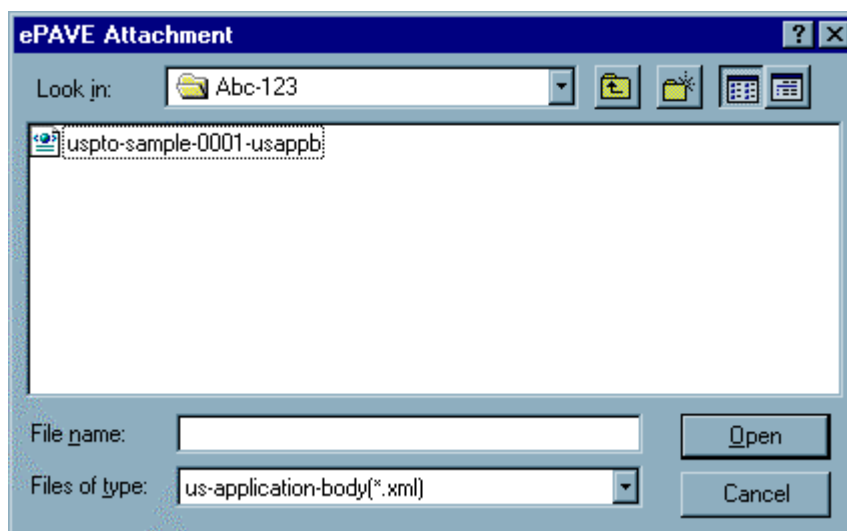 ePAVE Attachment
Look in: Abc-123
uspto-sample-0001-usappb
File name: Open
Files of type: us-application-body(*.xml) Cancel